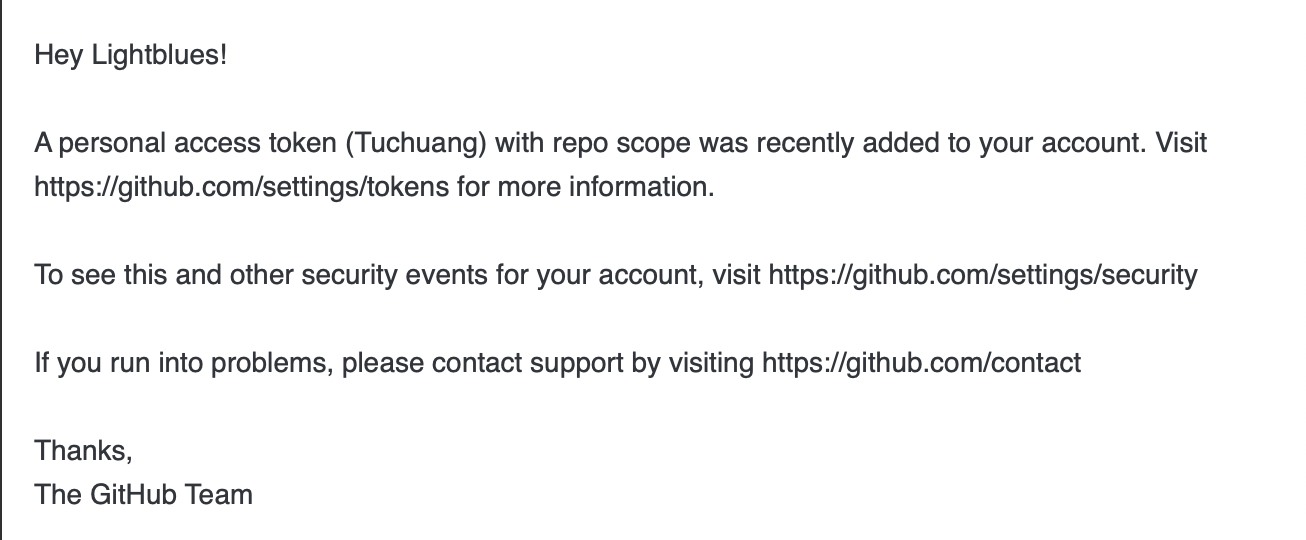 Hey Lightblues!
A personal access token (Tuchuang) with repo scope was recently added to your account. Visit
https://github.com/settings/tokens for more information.
To see this and other security events for your account, visit https://github.com/settings/security
If you run into problems, please contact support by visiting https://github.com/contact
Thanks,
The GitHub Team